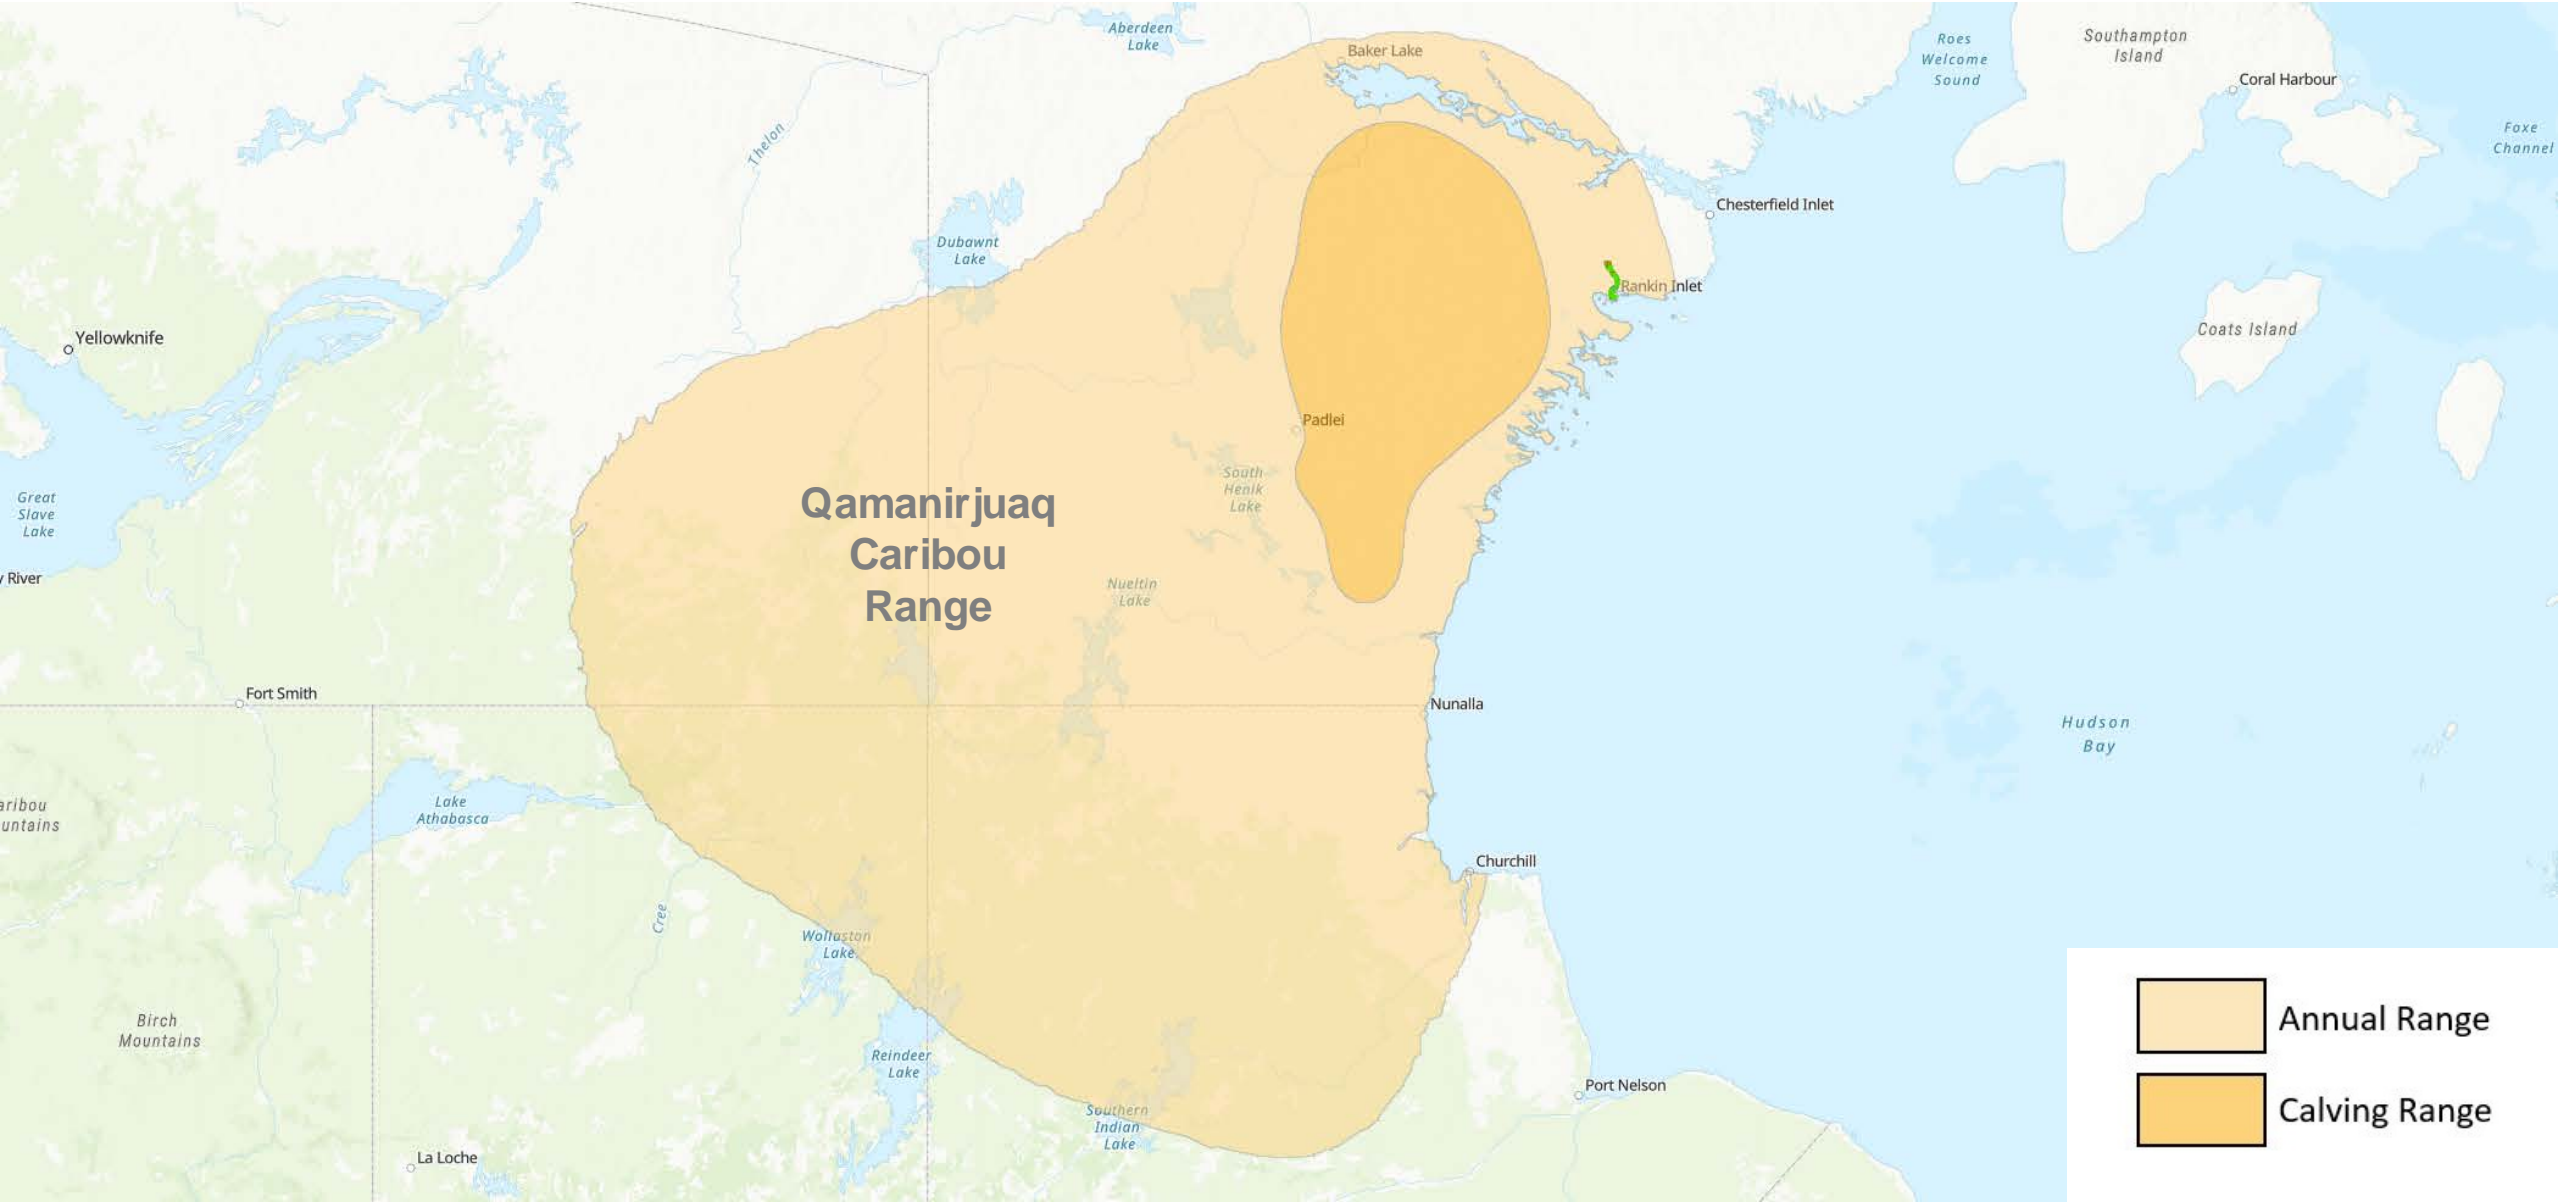 Aberdeen
Lake
Baker Lake
Roes
Welcome
Sound
Southampton
Island
Coral Harbour
Foxe
Channel
Thelon
Chesterfield Inlet
Dubawnt
Lake
Rankin Inlet
Yellowknife
Coats Island
Padlei
South
Henik
Lake
Great
Slave
Lake
Qamanirjuaq
Caribou
Range
y River
Nueltin
Lake
Fort Smith
Nunalla
Hudson
Bay
Lake
Athabasca
aribou
untains
Churchill
Cree
Wollaston
Lake
Birch
Mountains
Reindeer
Lake
Port Nelson
Southern
Indian
Lake
La Loche
Annual Range
Calving Range